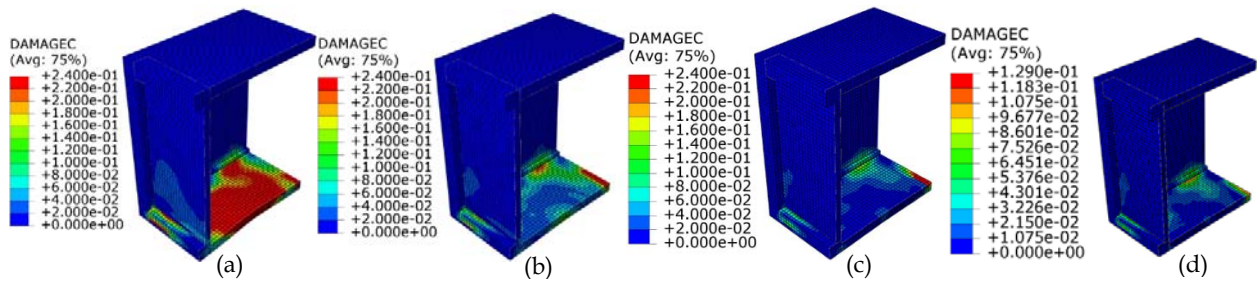 DAMAGEC
(Avg: 75%)
+2.400e-01
+2.200e-01
+2.000e-01
+1.800e-01
+1.600e-01
+1.400e-01
+1.200e-01
+1.000e-01
+8.000e-02
+6.000e-02
+4.000e-02
+2.000e-02
+0.000e+00
(a)
DAMAGEC
(Avg: 75%)
+2.400e-01
+2.200e-01
+2.000e-01
+1.800e-01
+1.600e-01
+1.400e-01
+1.200e-01
+1.000e-01
+8.000e-02
+6.000e-02
+4.000e-02
+2.000e-02
+0.000e+00
(b)
DAMAGEC
(Avg: 75%)
+2.400e-01
+2.200e-01
+2.000e-01
+1.800e-01
+1.600e-01
+1.400e-01
+1.200e-01
+1.000e-01
+8.000e-02
+6.000e-02
+4.000e-02
+2.000e-02
+0.000e+00
(c)
DAMAGEC
(Avg: 75%)
+1.290e-01
+1.183e-01
+1.075e-01
+9.677e-02
+8.602e-02
+7.526e-02
+6.451e-02
+5.376e-02
+4.301e-02
+3.226e-02
+2.150e-02
+1.075e-02
+0.000e+00
(d)